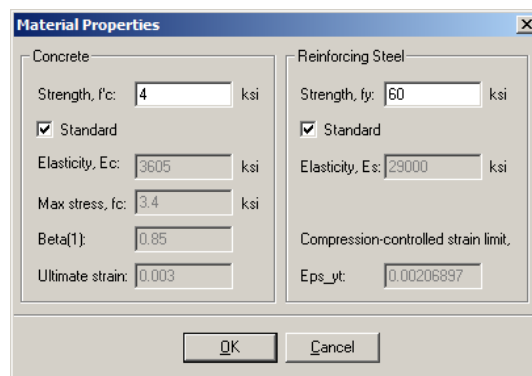 Material Properties
Concrete
Strength, f'c: 4 ksi
Standard
Elasticity, Ec: 3605 ksi
Max stress, fc: 3.4 ksi
Beta(1): 0.85
Ultimate strain: 0.003
Reinforcing Steel
Strength, fy: 60 ksi
Standard
Elasticity, Es: 29000 ksi
Compression-controlled strain limit,
Eps_yt: 0.00206897
OK Cancel